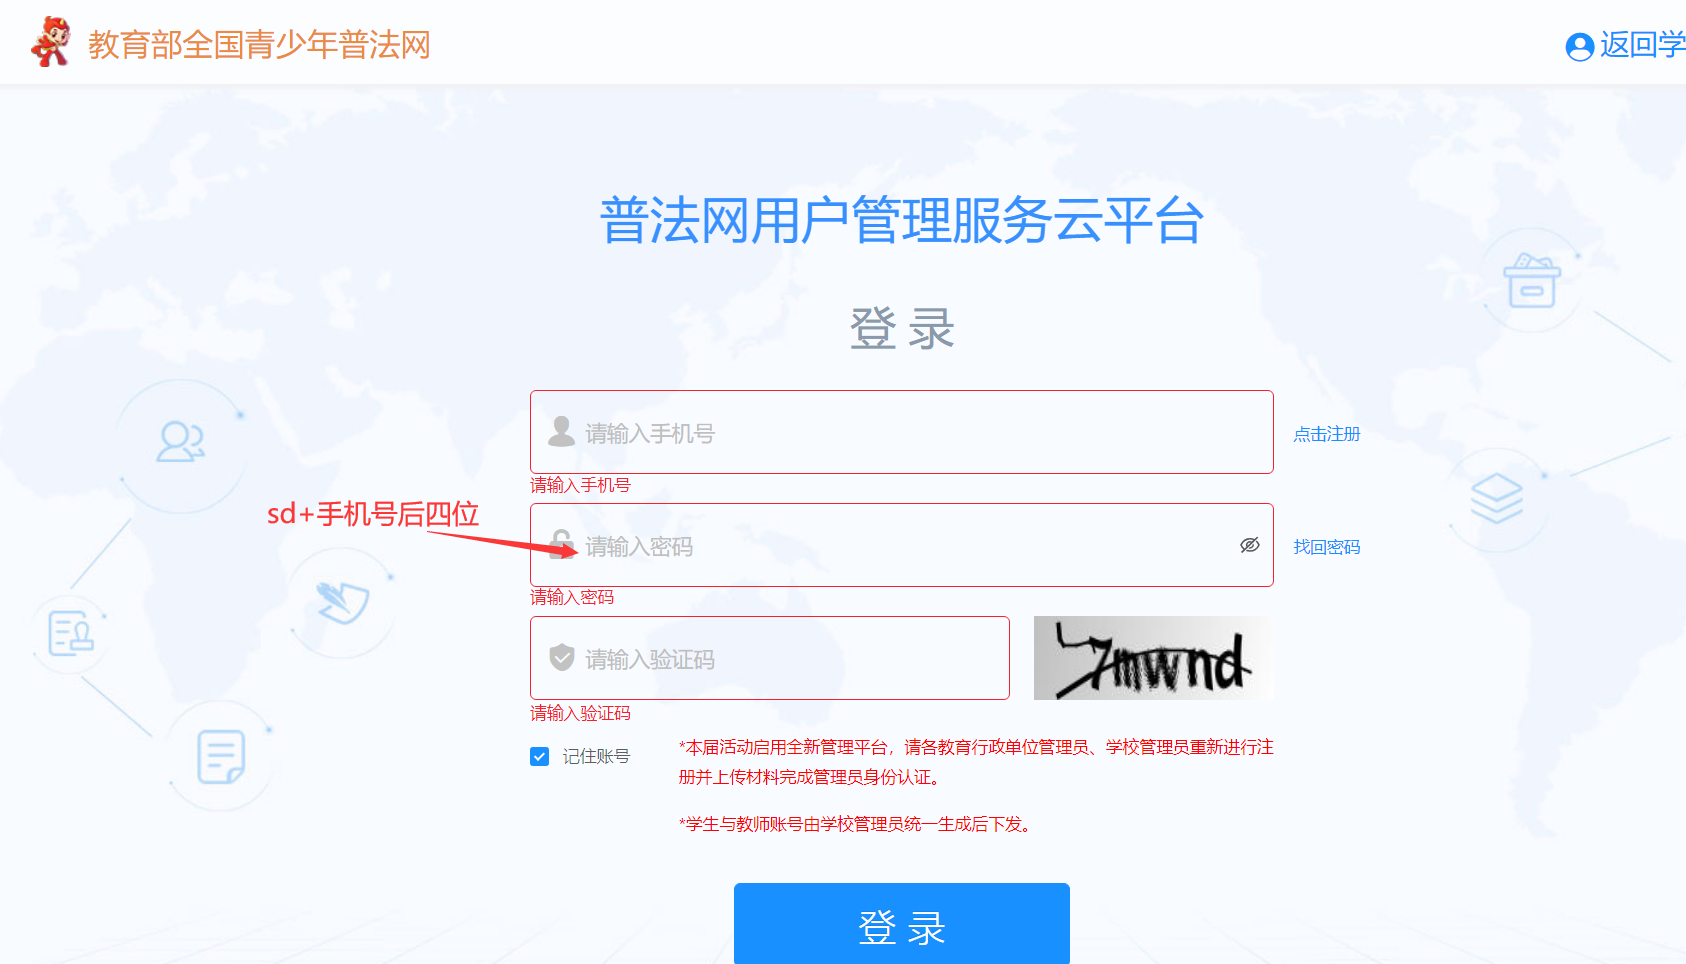 教育部全国青少年普法网
返回学
普法网用户管理服务云平台
登 录
请输入手机号
点击注册
请输入手机号
sd+手机号后四位
请输入密码
找回密码
请输入密码
请输入验证码
7mwnd
请输入验证码
记住账号
*本届活动启用全新管理平台，请各教育行政单位管理员、学校管理员重新进行注
册并上传材料完成管理员身份认证。
*学生与教师账号由学校管理员统一生成后下发。
登 录